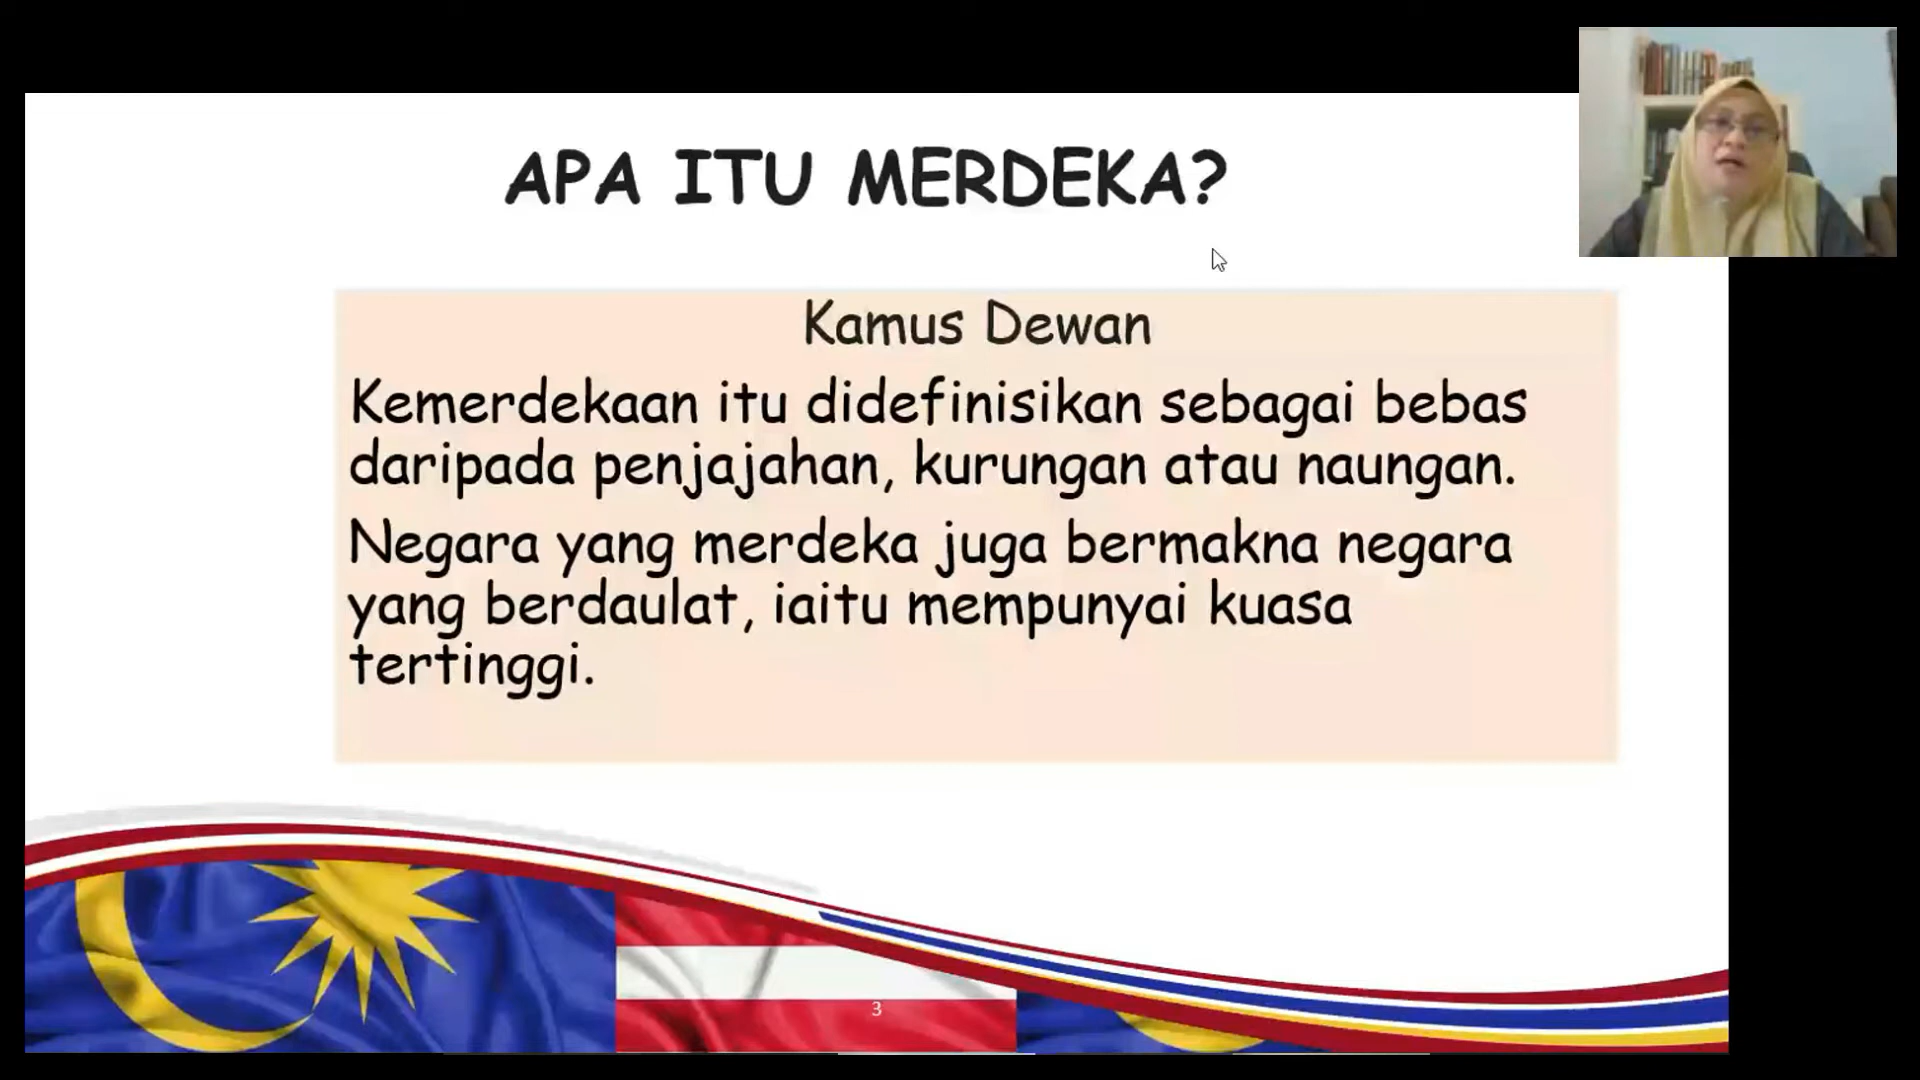 APA ITU MERDEKA?
Kamus Dewan
Kemerdekaan itu didefinisikan sebagai bebas
daripada penjajahan, kurungan atau naungan.
Negara yang merdeka juga bermakna negara
yang berdaulat, iaitu mempunyai kuasa
tertinggi.
3